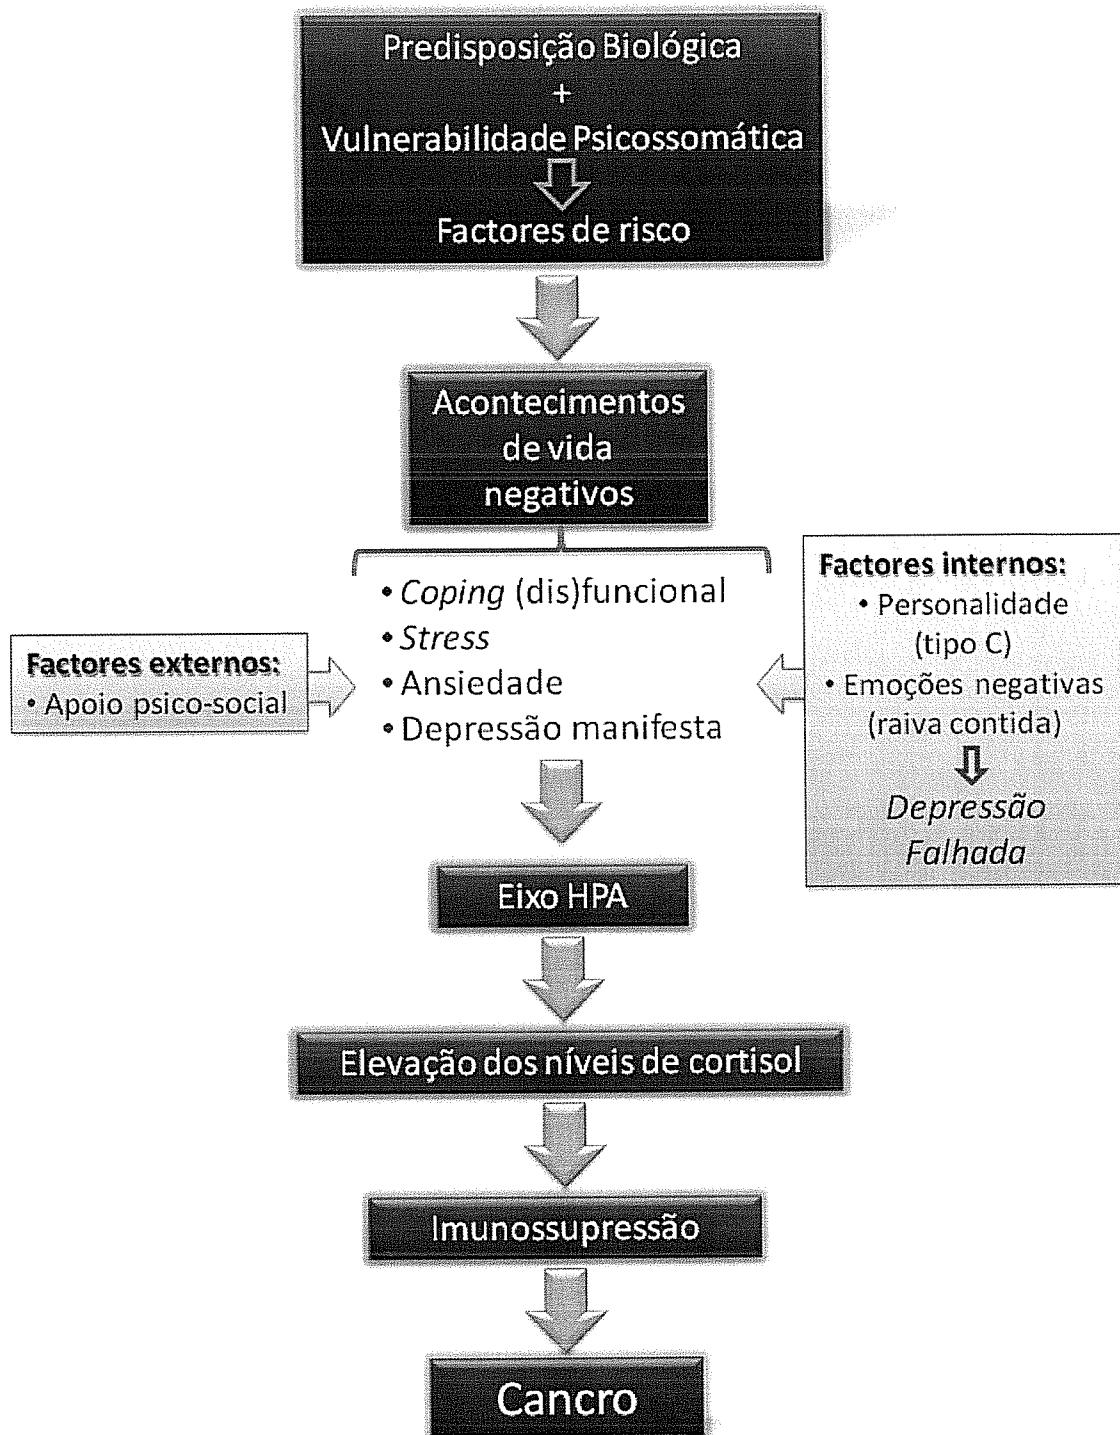 Predisposição Biológica
+
Vulnerabilidade Psicossomática
Factores de risco
Acontecimentos
de vida
negativos
• Coping (dis)funcional
• Stress
• Ansiedade
• Depressão manifesta
Factores externos:
• Apoio psico-social
Factores internos:
• Personalidade
(tipo C)
• Emoções negativas
(raiva contida)
Depressão
Falhada
Eixo HPA
Elevação dos níveis de cortisol
Imunossupressão
Cancro